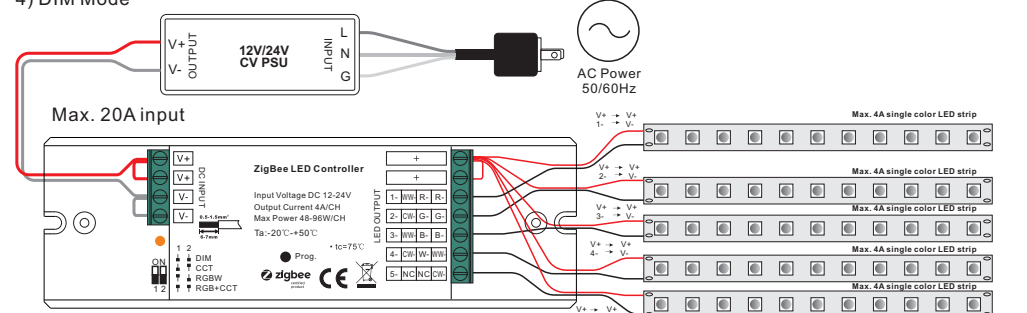 4) DIM Mode
V+
V-
OUTPUT
12V/24V
CV PSU
INPUT
L
N
G
AC Power
50/60Hz
Max. 20A input
V+
V+
V-
V-
DC INPUT
0.5-1.5mm²
6-7mm
ON
1 2
1 2
DIM
CCT
RGBW
RGB+CCT
ZigBee LED Controller
Input Voltage DC 12-24V
Output Current 4A/CH
Max Power 48-96W/CH
Ta:-20℃-+50℃
• tc=75℃
Prog.
zigbee
certified
product
CE
LED OUTPUT
+
+
1- WW- R- R-
2- CW- G- G-
3- WW- B- B-
4- CW- W- WW-
5- NC NC CW-
V+ → V+
1- → V-
Max. 4A single color LED strip
V+ → V+
2- → V-
Max. 4A single color LED strip
V+ → V+
3- → V-
Max. 4A single color LED strip
V+ → V+
4- → V-
Max. 4A single color LED strip
V+ → V+
Max. 4A single color LED strip